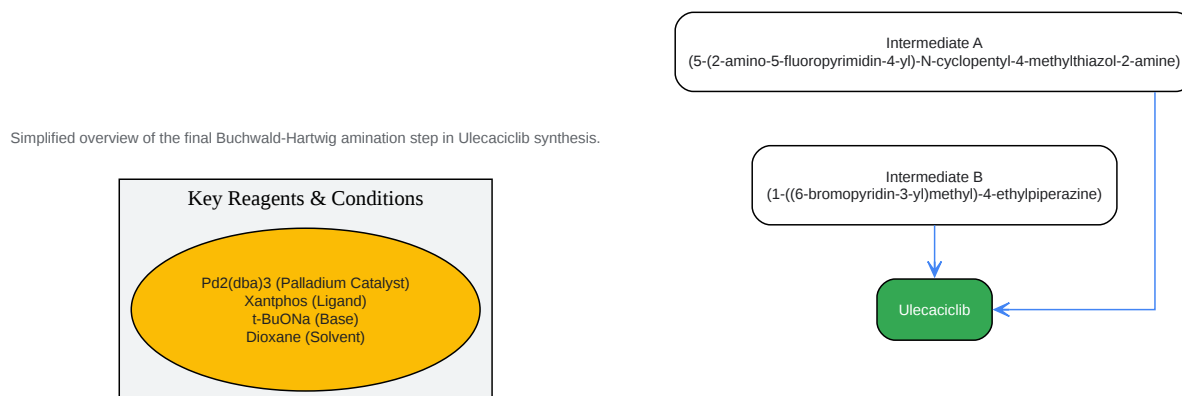 Simplified overview of the final Buchwald-Hartwig amination step in Ulecaciclib synthesis.
Key Reagents & Conditions
Pd2(dba)3 (Palladium Catalyst)
Xantphos (Ligand)
t-BuONa (Base)
Dioxane (Solvent)
Intermediate A
(5-(2-amino-5-fluoropyrimidin-4-yl)-N-cyclopentyl-4-methylthiazol-2-amine)
Intermediate B
(1-((6-bromopyridin-3-yl)methyl)-4-ethylpiperazine)
Ulecaciclib